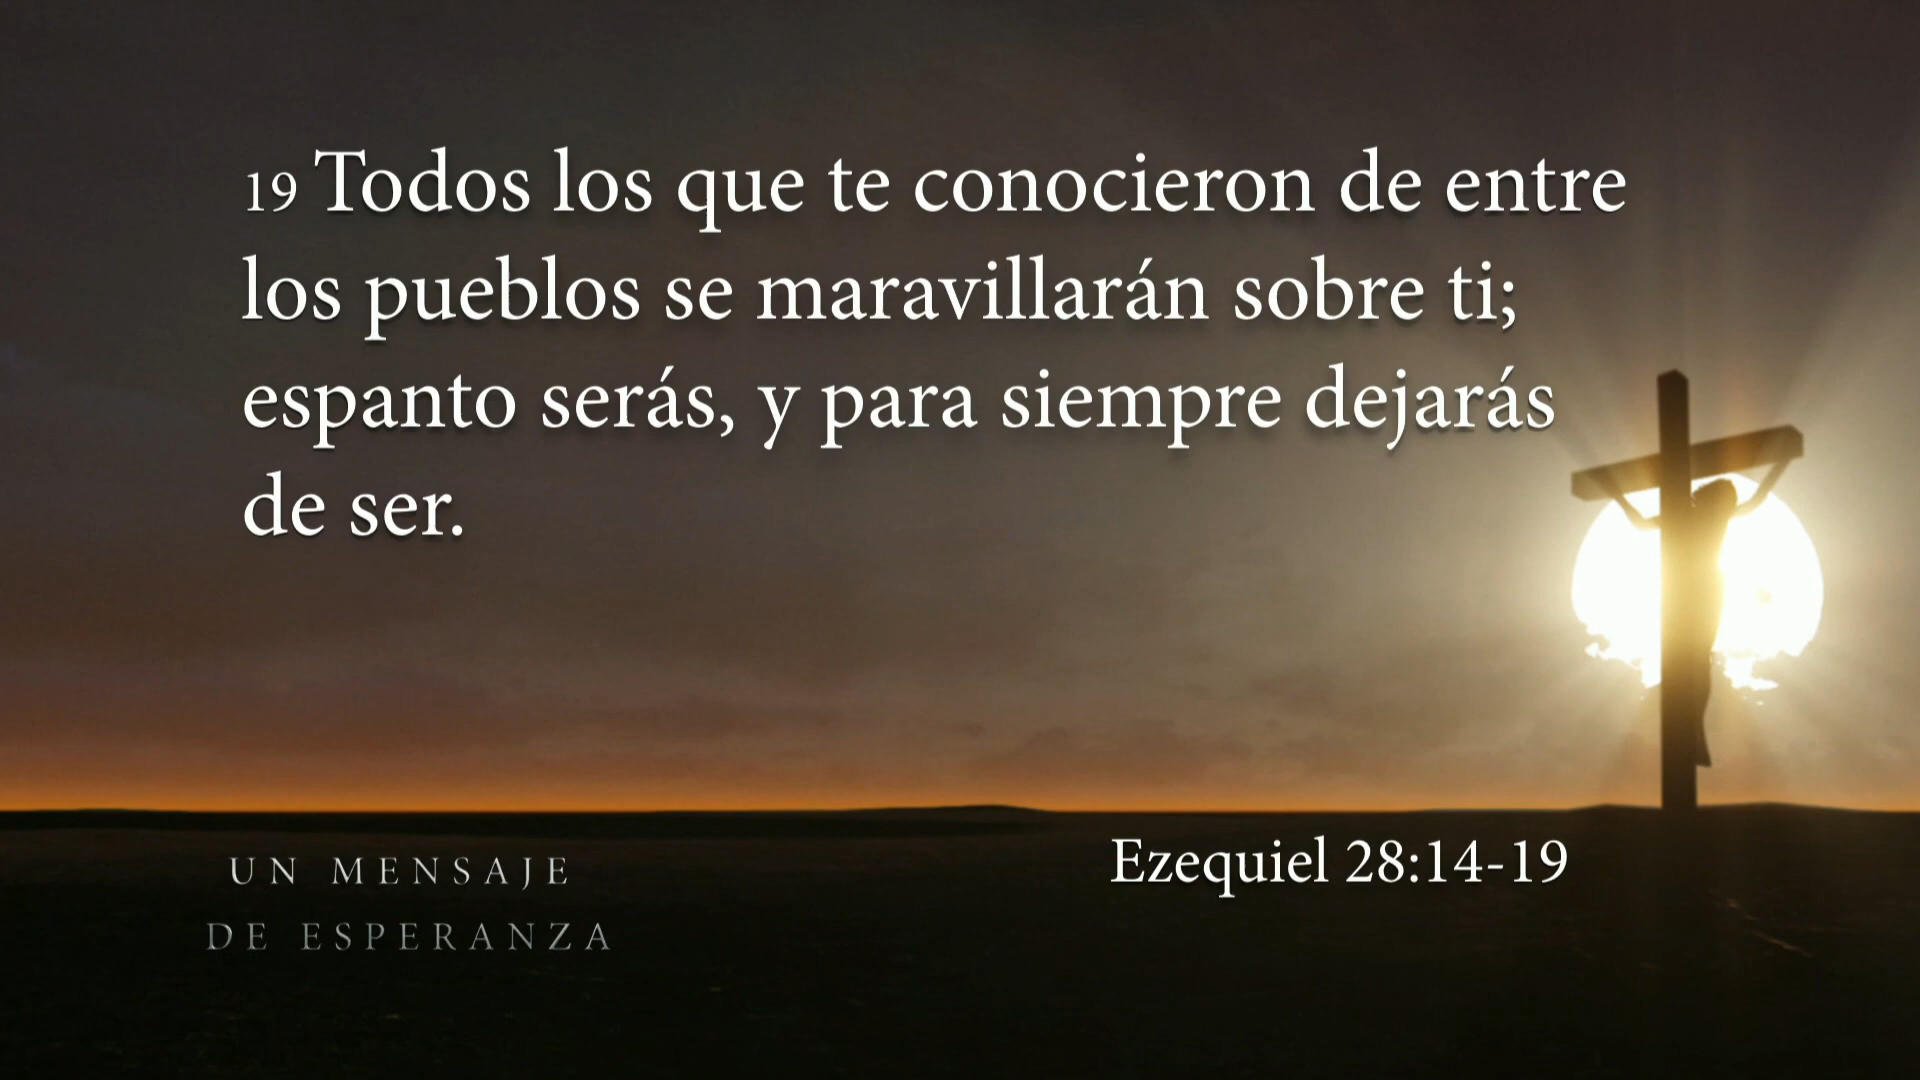 19 Todos los que te conocieron de entre
los pueblos se maravillarán sobre ti;
espanto serás, y para siempre dejarás
de ser.
Ezequiel 28:14-19
UN MENSAJE
DE ESPERANZA